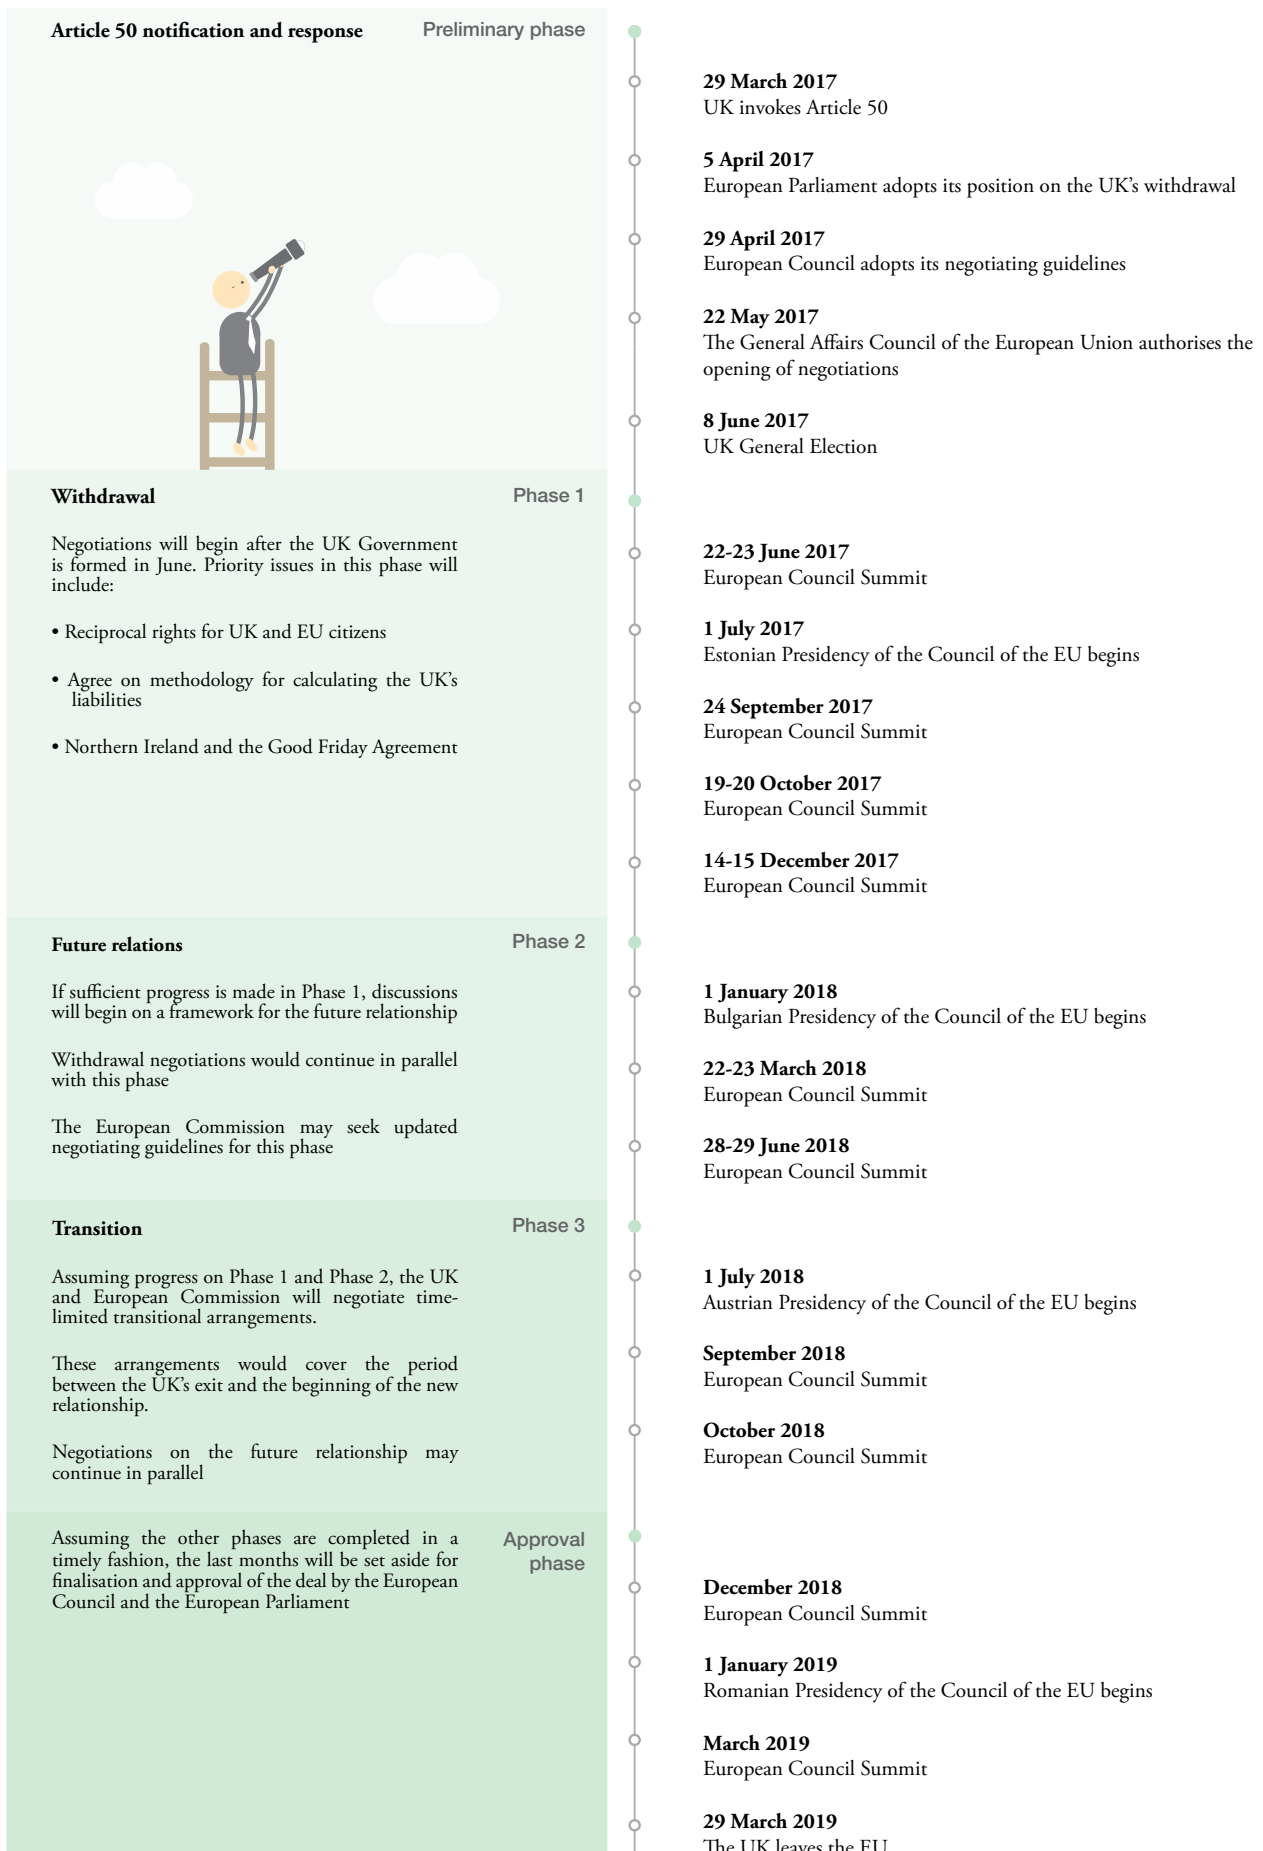 Article 50 notification and response
Preliminary phase
29 March 2017
UK invokes Article 50
5 April 2017
European Parliament adopts its position on the UK's withdrawal
29 April 2017
European Council adopts its negotiating guidelines
22 May 2017
The General Affairs Council of the European Union authorises the
opening of negotiations
8 June 2017
UK General Election
Withdrawal
Phase 1
Negotiations will begin after the UK Government
is formed in June. Priority issues in this phase will
include:
• Reciprocal rights for UK and EU citizens
• Agree on methodology for calculating the UK's
liabilities
• Northern Ireland and the Good Friday Agreement
22-23 June 2017
European Council Summit
1 July 2017
Estonian Presidency of the Council of the EU begins
24 September 2017
European Council Summit
19-20 October 2017
European Council Summit
14-15 December 2017
European Council Summit
Future relations
Phase 2
If sufficient progress is made in Phase 1, discussions
will begin on a framework for the future relationship
Withdrawal negotiations would continue in parallel
with this phase
The European Commission may seek updated
negotiating guidelines for this phase
1 January 2018
Bulgarian Presidency of the Council of the EU begins
22-23 March 2018
European Council Summit
28-29 June 2018
European Council Summit
Transition
Phase 3
Assuming progress on Phase 1 and Phase 2, the UK
and European Commission will negotiate time-
limited transitional arrangements.
These arrangements would cover the period
between the UK's exit and the beginning of the new
relationship.
Negotiations on the future relationship may
continue in parallel
1 July 2018
Austrian Presidency of the Council of the EU begins
September 2018
European Council Summit
October 2018
European Council Summit
Assuming the other phases are completed in a
timely fashion, the last months will be set aside for
finalisation and approval of the deal by the European
Council and the European Parliament
Approval
phase
December 2018
European Council Summit
1 January 2019
Romanian Presidency of the Council of the EU begins
March 2019
European Council Summit
29 March 2019
The UK leaves the EU